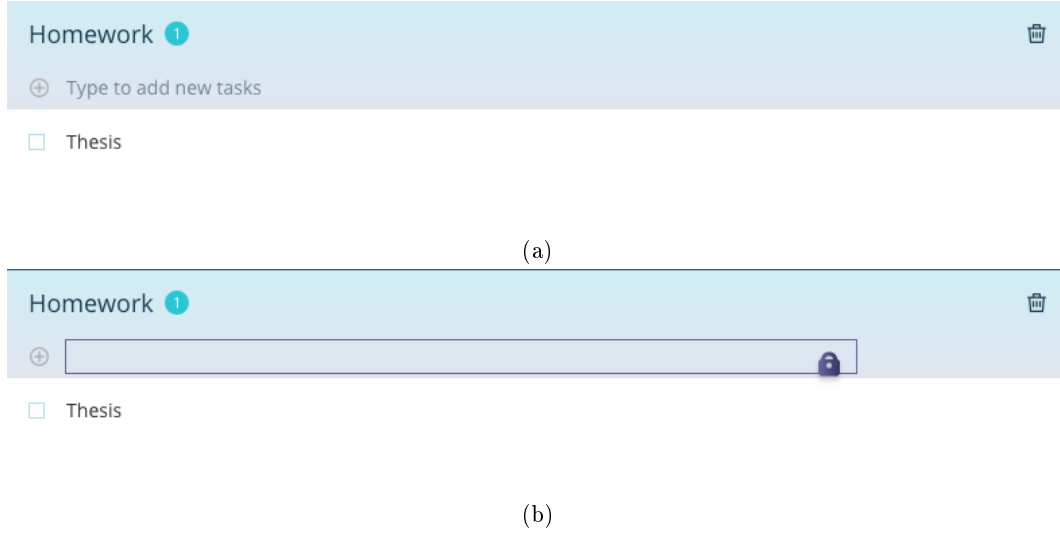 Homework 1
Type to add new tasks
Thesis
(a)
Homework 1
Thesis
(b)